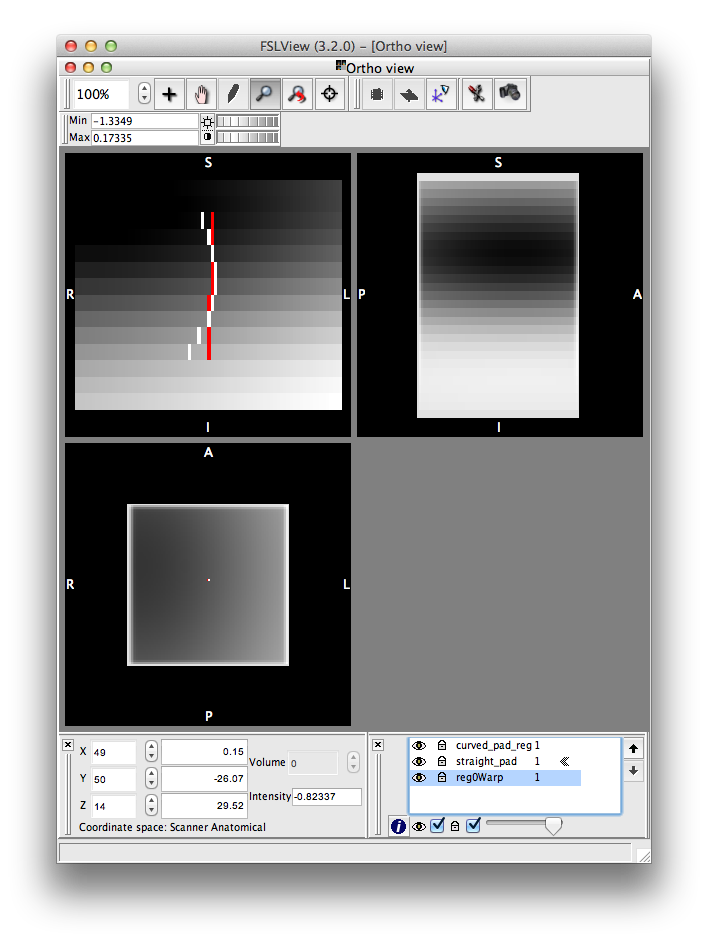 FSLView (3.2.0) – [Ortho view]
Ortho view
100%
Min -1.3349
Max 0.17335
S
R L
I
S
P A
I
A
R L
P
X 49 0.15
Y 50 -26.07
Z 14 29.52
Volume 0
Intensity -0.82337
Coordinate space: Scanner Anatomical
curved_pad_reg 1
straight_pad 1
reg0Warp 1